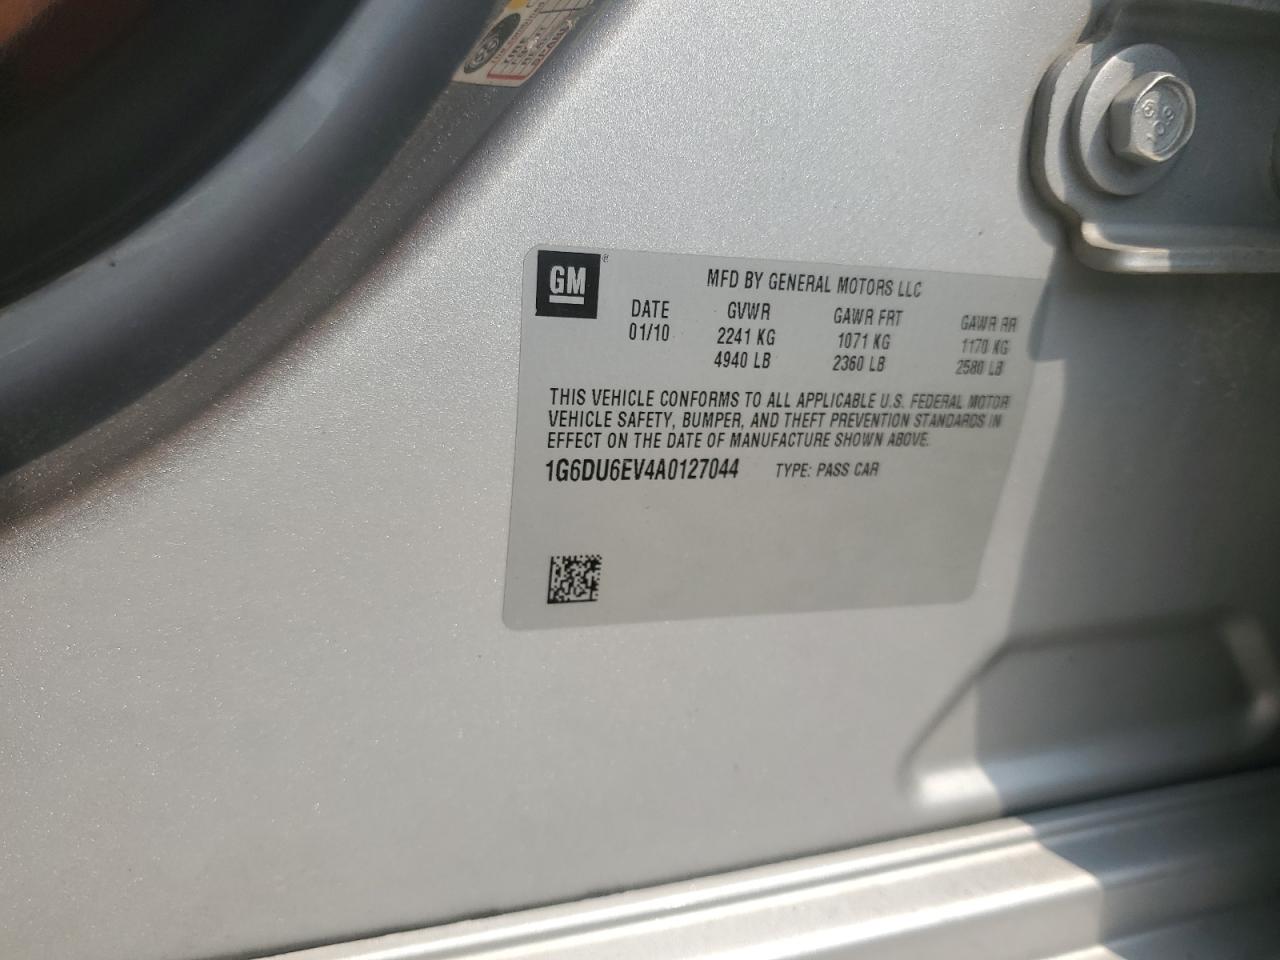 GM®
MFD BY GENERAL MOTORS LLC
DATE GVWR GAWR FRT GAWR RR
01/10 2241 KG 1071 KG 1170 KG
4940 LB 2360 LB 2580 LB
THIS VEHICLE CONFORMS TO ALL APPLICABLE U.S. FEDERAL MOTOR
VEHICLE SAFETY, BUMPER, AND THEFT PREVENTION STANDARDS IN
EFFECT ON THE DATE OF MANUFACTURE SHOWN ABOVE.
1G6DU6EV4A0127044 TYPE: PASS CAR